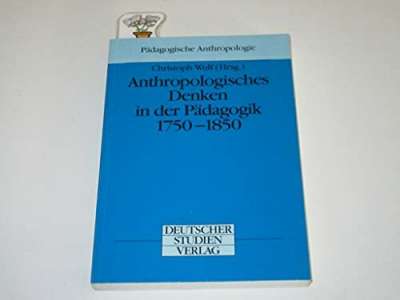 Pädagogische Anthropologie
Christoph Wulf (Hrsg.)
Anthropologisches
Denken
in der Pädagogik
1750–1850
DEUTSCHER
STUDIEN
VERLAG